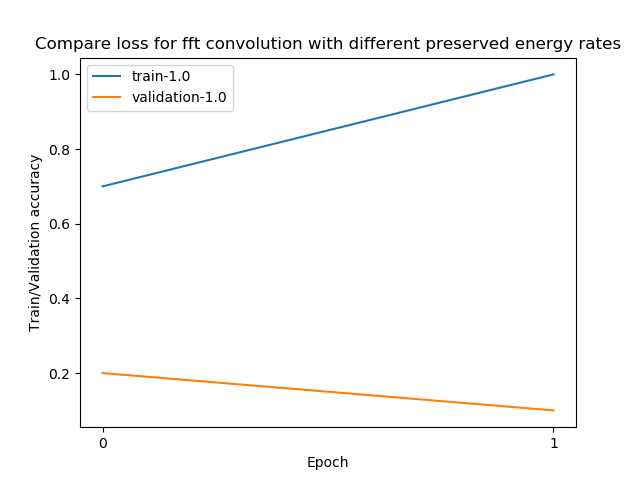 Compare loss for fft convolution with different preserved energy rates
train-1.0
validation-1.0
Train/Validation accuracy
1.0
0.8
0.6
0.4
0.2
0
1
Epoch